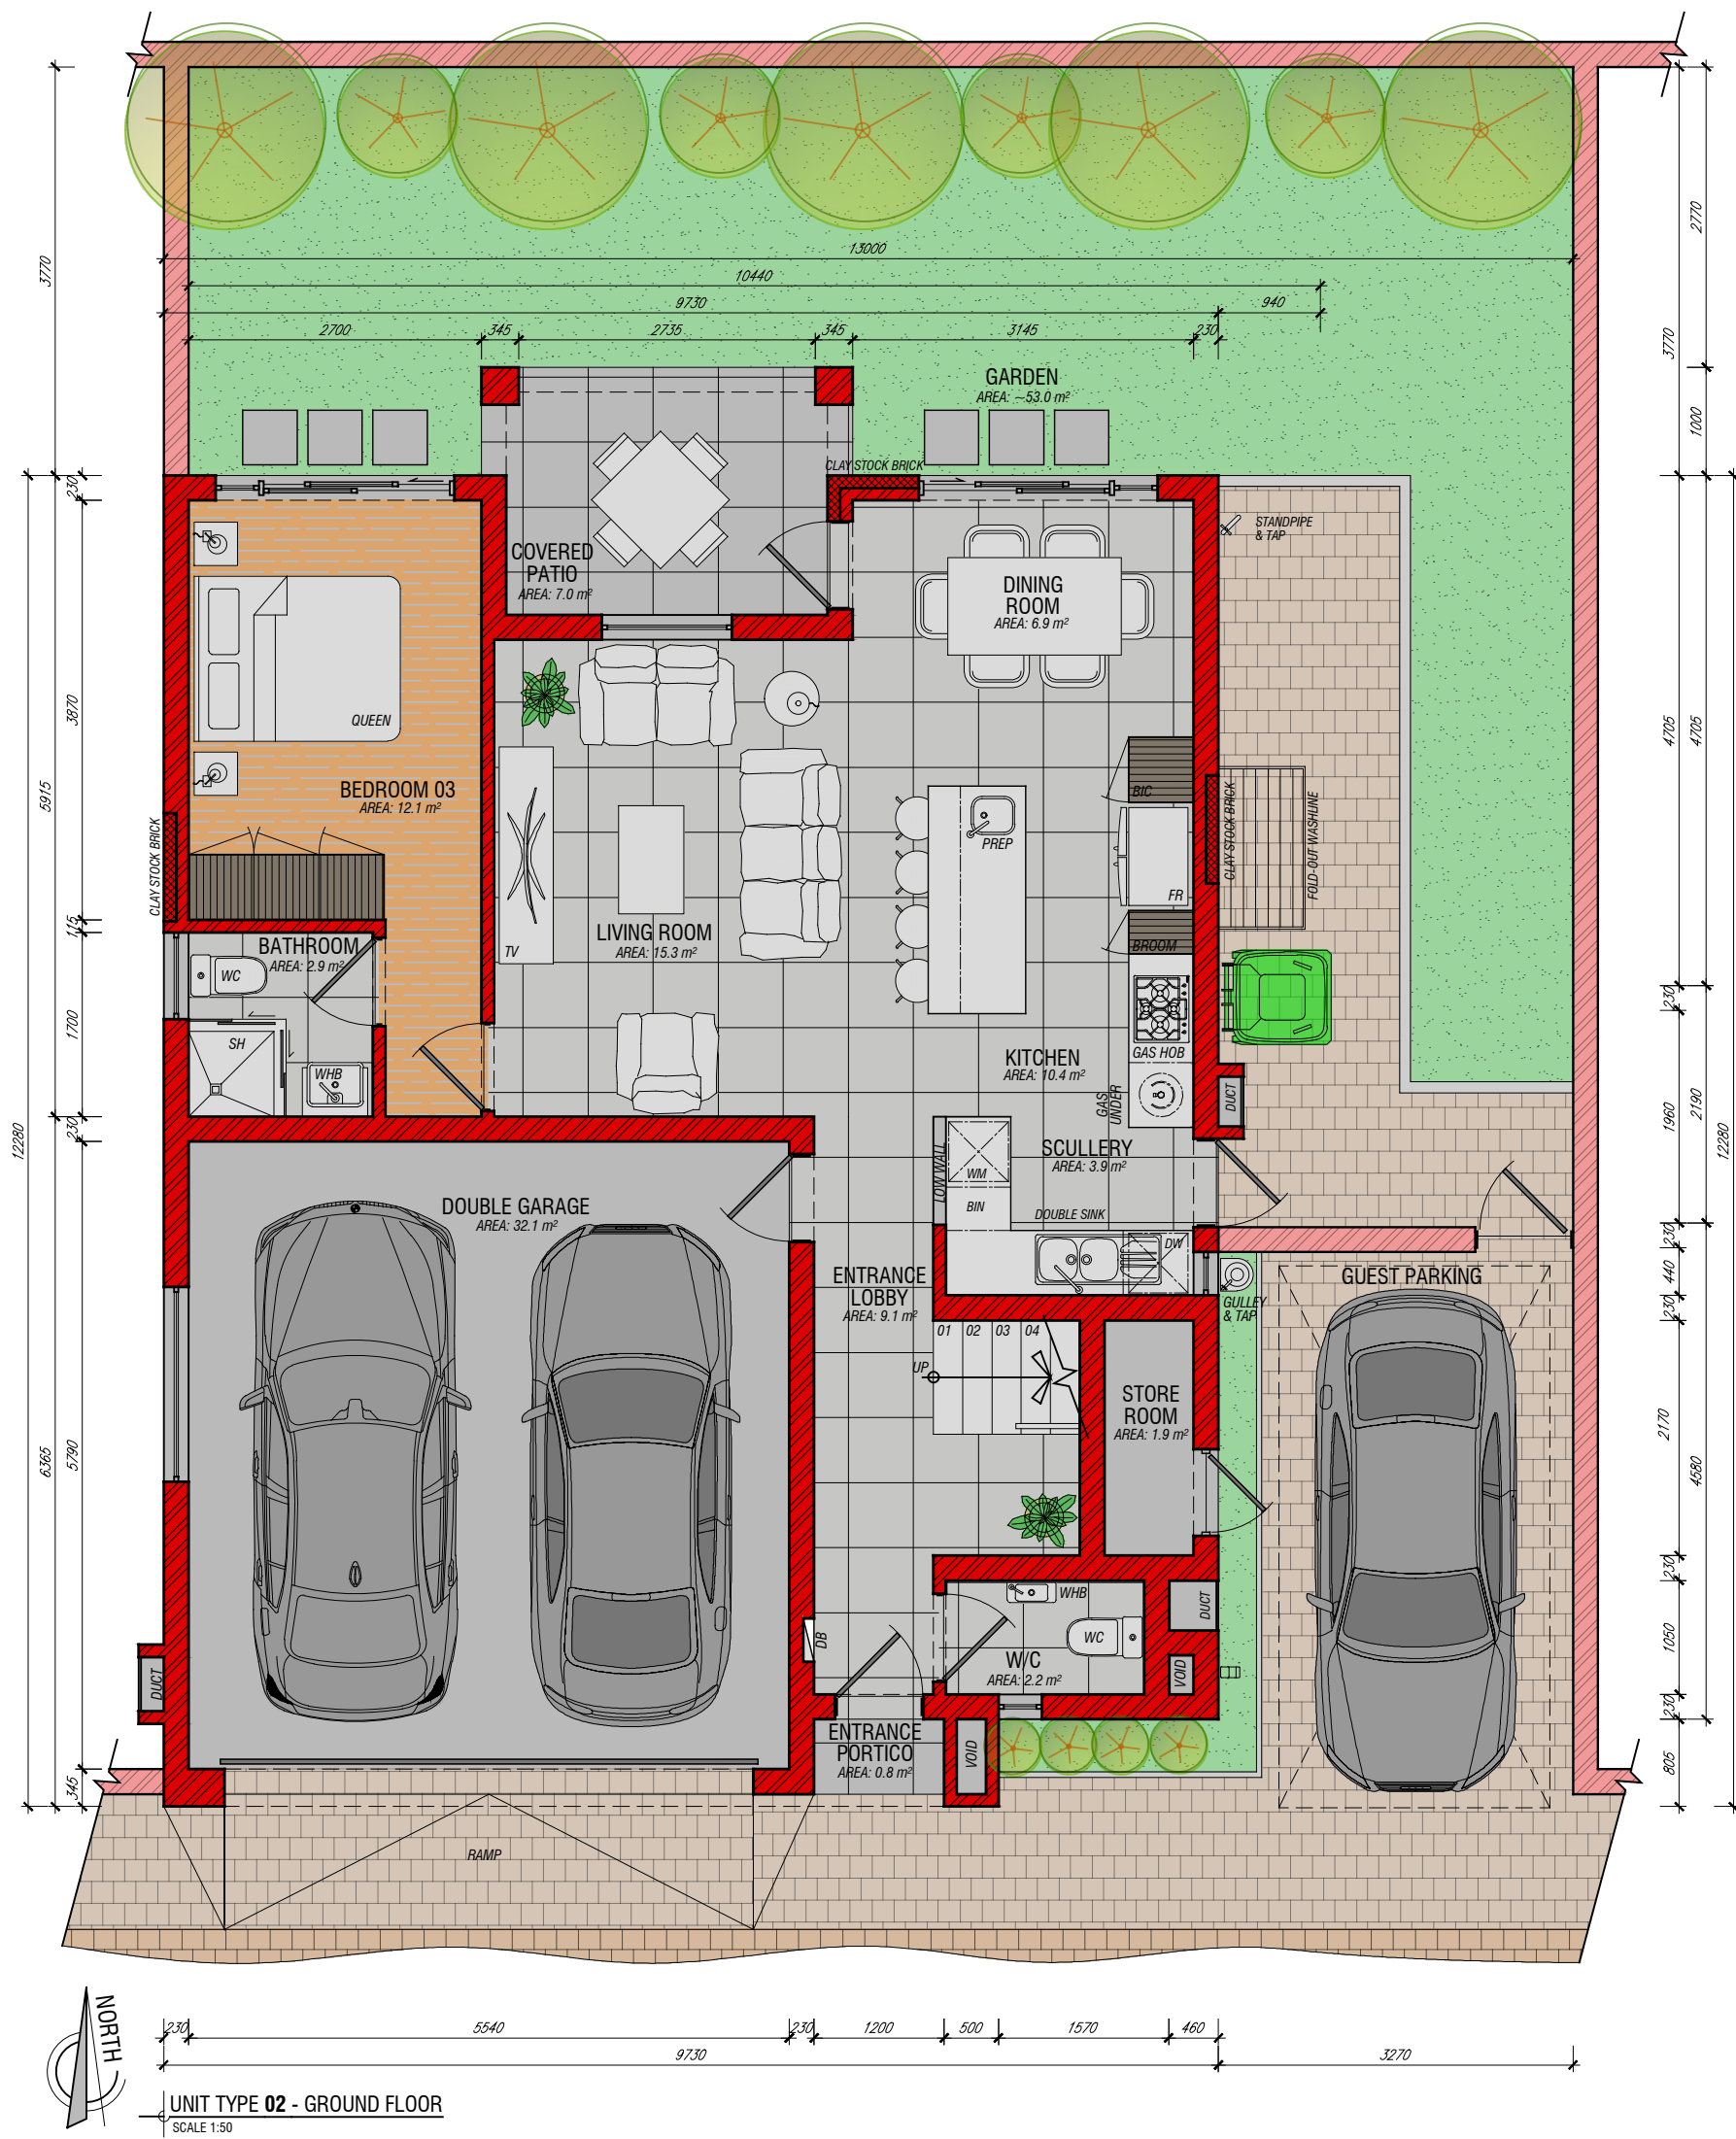 13000
10440
9730
940
2700
345
2735
345
3145
230
3770
2770
3770
1000
GARDEN
AREA: ~53.0 m²
CLAY STOCK BRICK
STANDPIPE
& TAP
COVERED
PATIO
AREA: 7.0 m²
DINING
ROOM
AREA: 6.9 m²
QUEEN
BEDROOM 03
AREA: 12.1 m²
CLAY STOCK BRICK
BIC
PREP
FR
CLAY STOCK BRICK
FOLD-OUT WASHLINE
BROOM
TV
LIVING ROOM
AREA: 15.3 m²
BATHROOM
AREA: 2.9 m²
WC
SH
WHB
KITCHEN
AREA: 10.4 m²
GAS HOB
GAS
UNDER
DUCT
SCULLERY
AREA: 3.9 m²
LOW WALL
WM
BIN
DOUBLE SINK
DW
DOUBLE GARAGE
AREA: 32.1 m²
ENTRANCE
LOBBY
AREA: 9.1 m²
GUEST PARKING
GULLEY
& TAP
01
02
03
04
UP
STORE
ROOM
AREA: 1.9 m²
DB
WHB
WC
W/C
AREA: 2.2 m²
DUCT
VOID
DUCT
ENTRANCE
PORTICO
AREA: 0.8 m²
VOID
RAMP
230
3870
5915
115
1700
230
12280
6365
5790
345
4705
4705
230
1960
2190
12280
230
440
230
2170
4580
230
1050
230
805
NORTH
230
5540
230
1200
500
1570
460
9730
3270
UNIT TYPE 02 - GROUND FLOOR
SCALE 1:50